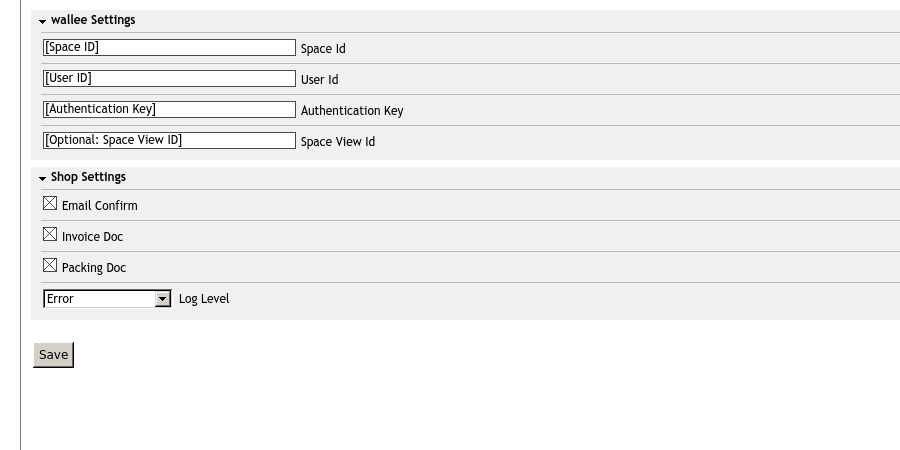 wallee Settings
[Space ID] Space Id
[User ID] User Id
[Authentication Key] Authentication Key
[Optional: Space View ID] Space View Id
Shop Settings
Email Confirm
Invoice Doc
Packing Doc
Error Log Level
Save